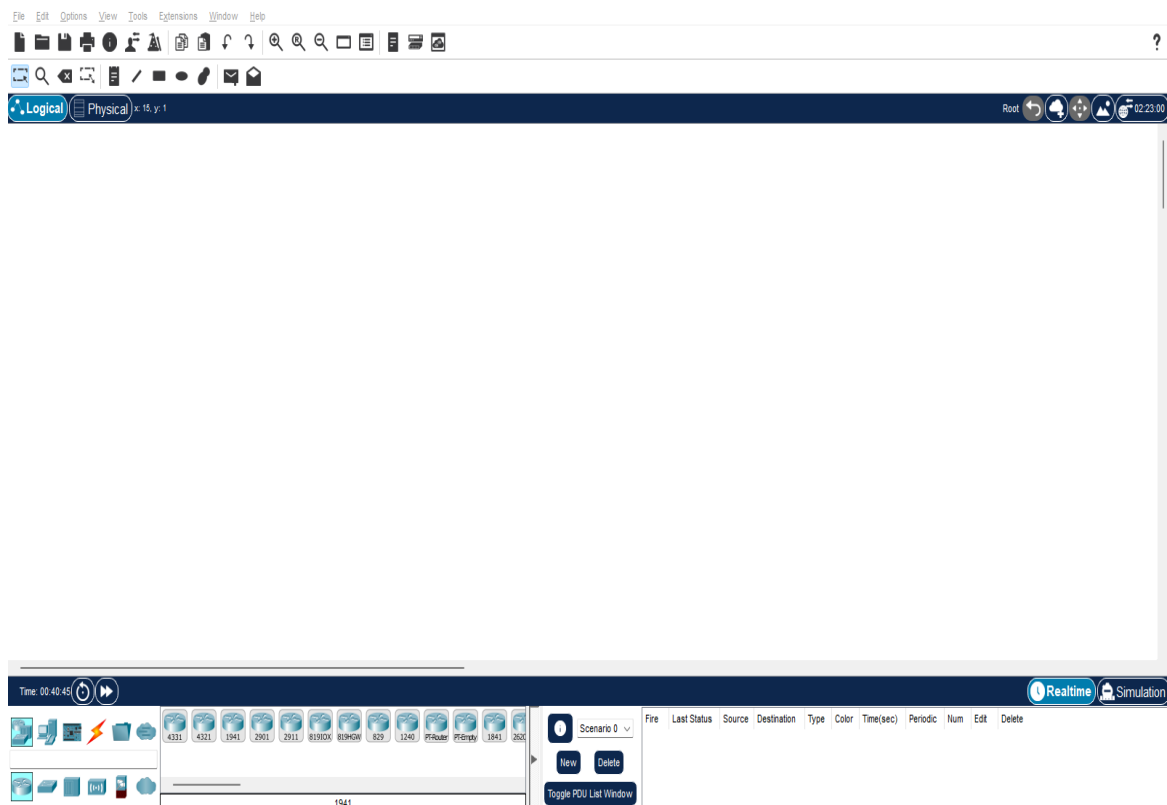 File Edit Options View Tools Extensions Window Help
?
Logical Physical x: 15, y: 1 Root 02:23:00
Time: 00:40:45 Realtime Simulation
4331 4321 1941 2901 2911 819IOX 819HGW 829 1240 PT-Router PT-Empty 1841 262
Scenario 0 Fire Last Status Source Destination Type Color Time(sec) Periodic Num Edit Delete
New Delete
Toggle PDU List Window
1941